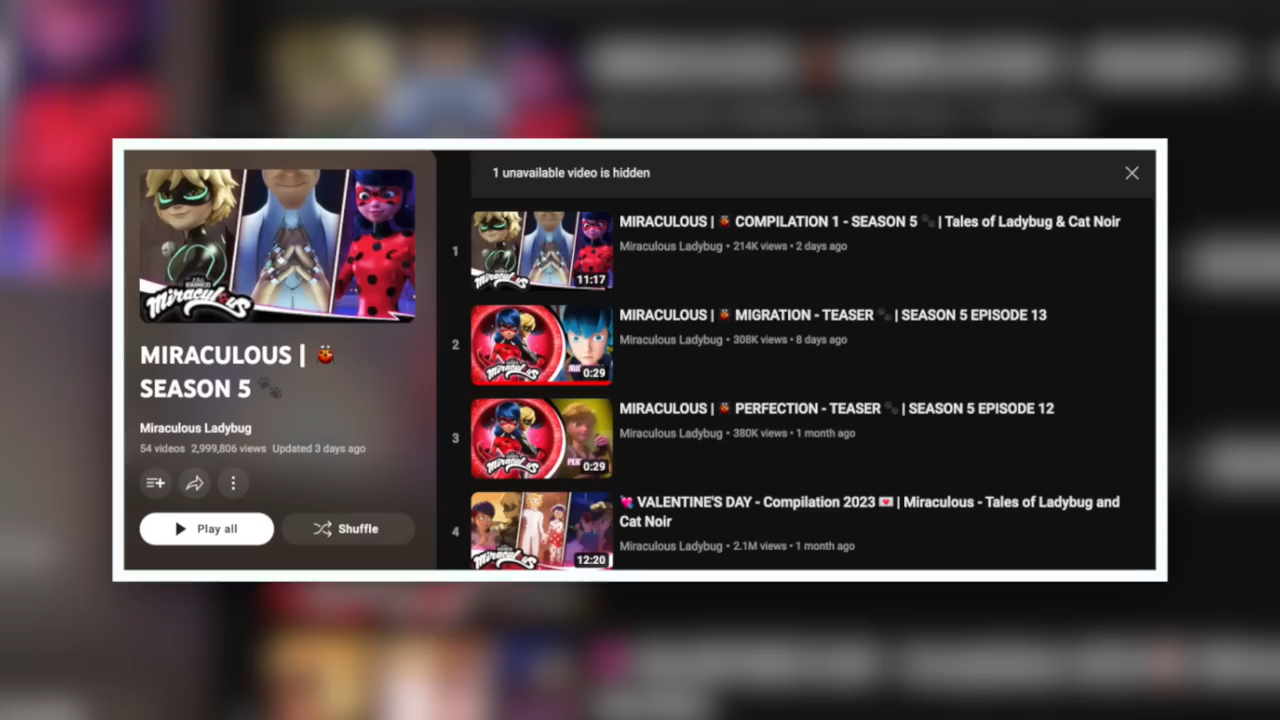 Miraculous
MIRACULOUS | 🐞
SEASON 5 🐾
Miraculous Ladybug
54 videos 2,999,806 views Updated 3 days ago
Play all
Shuffle
1 unavailable video is hidden
1
11:17
Miraculous
MIRACULOUS | 🐞 COMPILATION 1 - SEASON 5 🐾 | Tales of Ladybug & Cat Noir
Miraculous Ladybug • 214K views • 2 days ago
2
0:29
Miraculous
MIRACULOUS | 🐞 MIGRATION - TEASER 🐾 | SEASON 5 EPISODE 13
Miraculous Ladybug • 308K views • 8 days ago
3
0:29
Miraculous
MIRACULOUS | 🐞 PERFECTION - TEASER 🐾 | SEASON 5 EPISODE 12
Miraculous Ladybug • 380K views • 1 month ago
4
12:20
Miraculous
💘 VALENTINE'S DAY - Compilation 2023 💌 | Miraculous - Tales of Ladybug and
Cat Noir
Miraculous Ladybug • 2.1M views • 1 month ago